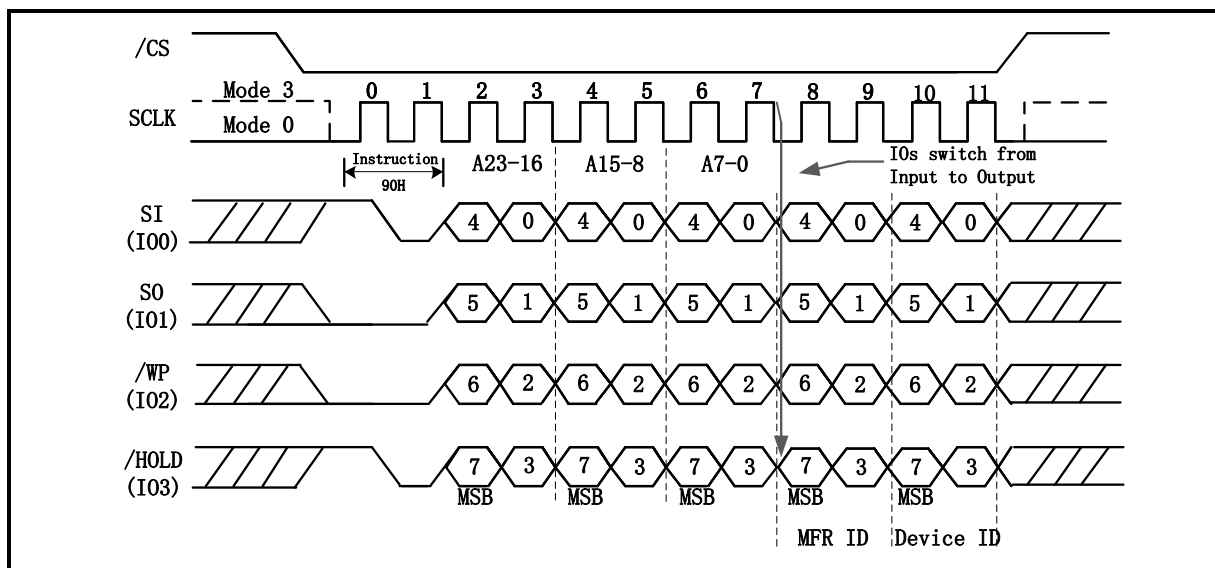 /CS
Mode 3 0 1 2 3 4 5 6 7 8 9 10 11
SCLK
Mode 0
Instruction A23-16 A15-8 A7-0 IOs switch from
90H Input to Output
SI 4 0 4 0 4 0 4 0 4 0
(IO0)
SO 5 1 5 1 5 1 5 1 5 1
(IO1)
/WP 6 2 6 2 6 2 6 2 6 2
(IO2)
/HOLD 7 3 7 3 7 3 7 3 7 3
(IO3) MSB MSB MSB MSB MSB
MFR ID Device ID